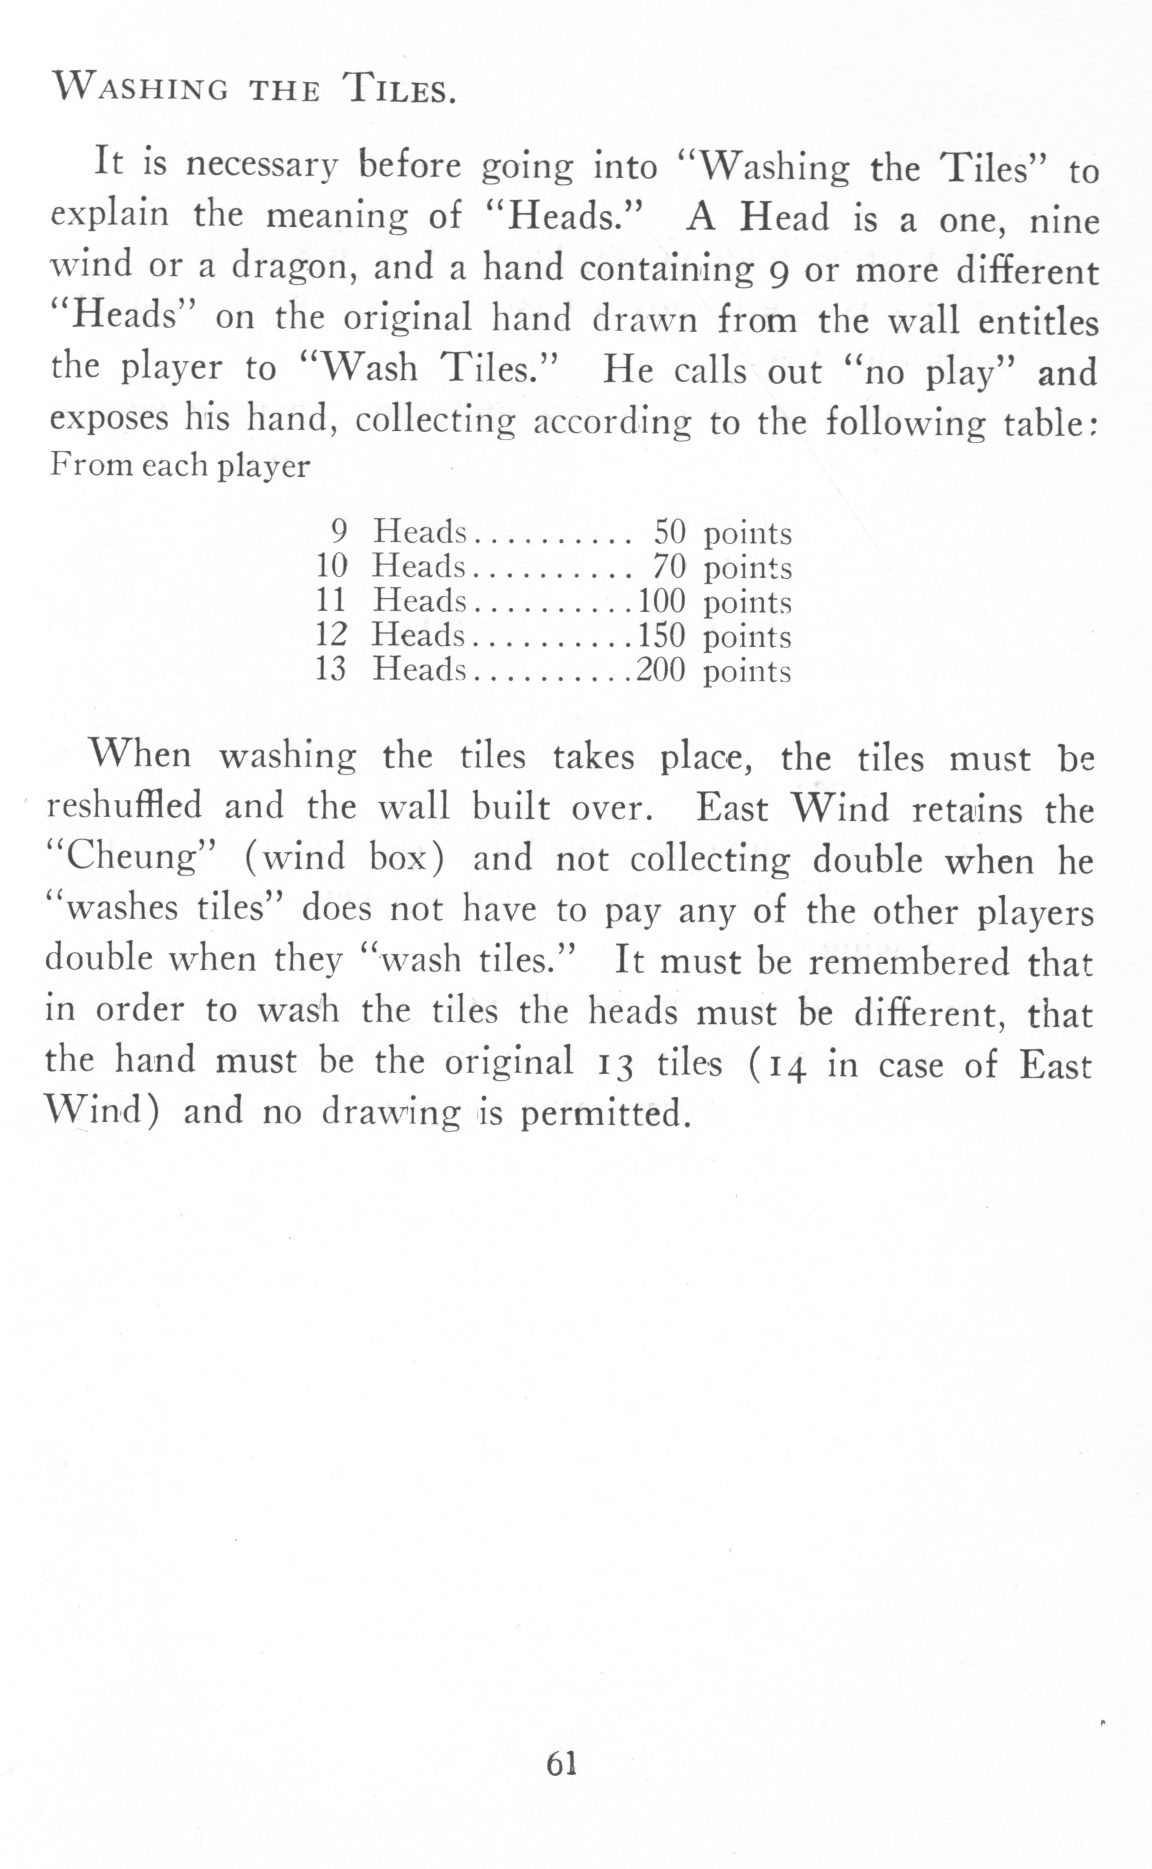 WASHING THE TILES.
It is necessary before going into “Washing the Tiles” to
explain the meaning of “Heads.” A Head is a one, nine
wind or a dragon, and a hand containing 9 or more different
“Heads” on the original hand drawn from the wall entitles
the player to “Wash Tiles.” He calls out “no play” and
exposes his hand, collecting according to the following table:
From each player
9 Heads.......... 50 points
10 Heads.......... 70 points
11 Heads..........100 points
12 Heads..........150 points
13 Heads..........200 points
When washing the tiles takes place, the tiles must be
reshuffled and the wall built over. East Wind retains the
“Cheung” (wind box) and not collecting double when he
“washes tiles” does not have to pay any of the other players
double when they “wash tiles.” It must be remembered that
in order to wash the tiles the heads must be different, that
the hand must be the original 13 tiles (14 in case of East
Wind) and no drawing is permitted.
61